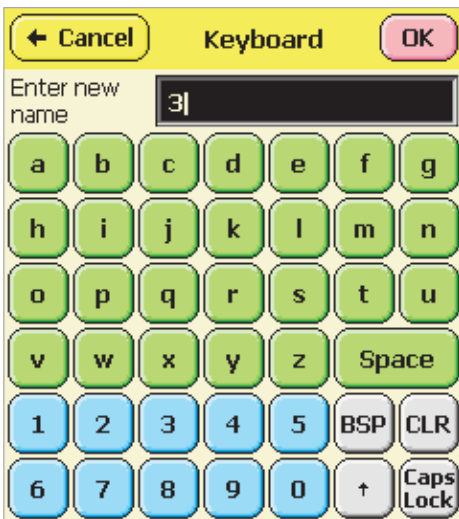 ← Cancel Keyboard OK
Enter new
name
3
a b c d e f g
h i j k l m n
o p q r s t u
v w x y z Space
1 2 3 4 5 BSP CLR
6 7 8 9 0 ↑ Caps Lock